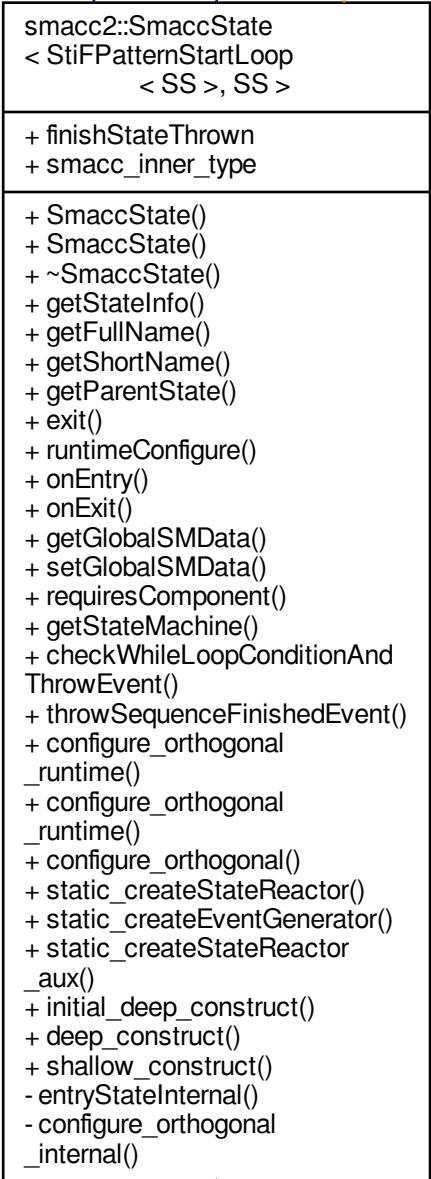 smacc2::SmaccState
< StiFPatternStartLoop
< SS >, SS >
+ finishStateThrown
+ smacc_inner_type
+ SmaccState()
+ SmaccState()
+ ~SmaccState()
+ getStateInfo()
+ getFullName()
+ getShortName()
+ getParentState()
+ exit()
+ runtimeConfigure()
+ onEntry()
+ onExit()
+ getGlobalSMData()
+ setGlobalSMData()
+ requiresComponent()
+ getStateMachine()
+ checkWhileLoopConditionAnd
ThrowEvent()
+ throwSequenceFinishedEvent()
+ configure_orthogonal
_runtime()
+ configure_orthogonal
_runtime()
+ configure_orthogonal()
+ static_createStateReactor()
+ static_createEventGenerator()
+ static_createStateReactor
_aux()
+ initial_deep_construct()
+ deep_construct()
+ shallow_construct()
- entryStateInternal()
- configure_orthogonal
_internal()